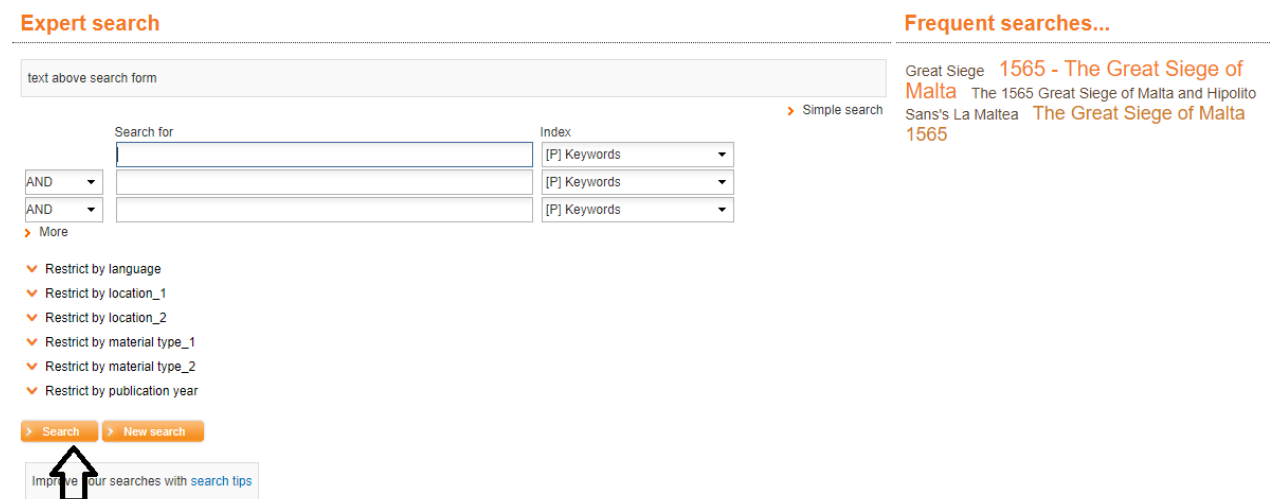 Expert search
text above search form
Simple search
Search for Index
[P] Keywords
AND [P] Keywords
AND [P] Keywords
More
Restrict by language
Restrict by location_1
Restrict by location_2
Restrict by material type_1
Restrict by material type_2
Restrict by publication year
Search New search
Improve your searches with search tips
Frequent searches...
Great Siege 1565 - The Great Siege of
Malta The 1565 Great Siege of Malta and Hipolito
Sans's La Maltea The Great Siege of Malta
1565